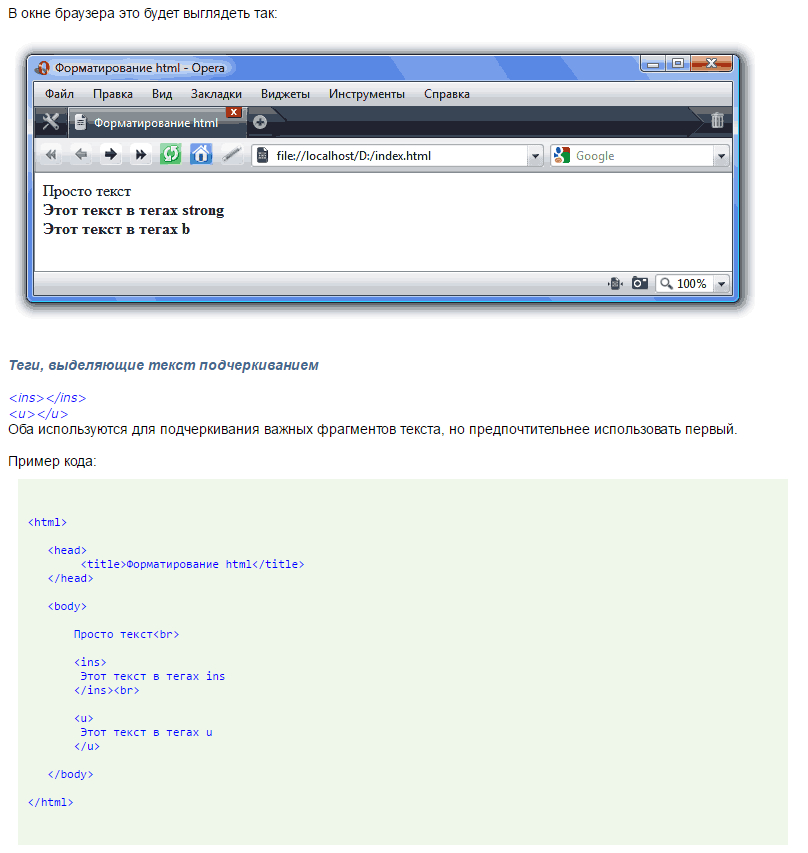 В окне браузера это будет выглядеть так:
Форматирование html - Opera
Файл Правка Вид Закладки Виджеты Инструменты Справка
Форматирование html
file://localhost/D:/index.html Google
Просто текст
Этот текст в тегах strong
Этот текст в тегах b
100%
Теги, выделяющие текст подчеркиванием
<ins></ins>
<u></u>
Оба используются для подчеркивания важных фрагментов текста, но предпочтительнее использовать первый.
Пример кода:
<html>
<head>
<title>Форматирование html</title>
</head>
<body>
Просто текст<br>
<ins>
Этот текст в тегах ins
</ins><br>
<u>
Этот текст в тегах u
</u>
</body>
</html>